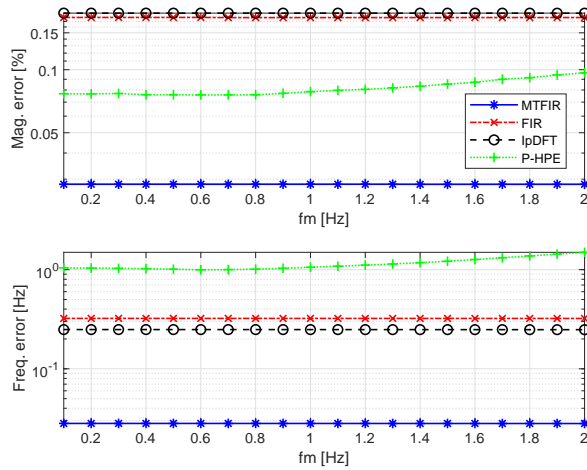 Mag. error [%]
0.15
0.1
0.05
0.2 0.4 0.6 0.8 1 1.2 1.4 1.6 1.8 2
fm [Hz]
MTFIR
FIR
IpDFT
P-HPE
Freq. error [Hz]
10^0
10^-1
0.2 0.4 0.6 0.8 1 1.2 1.4 1.6 1.8 2
fm [Hz]